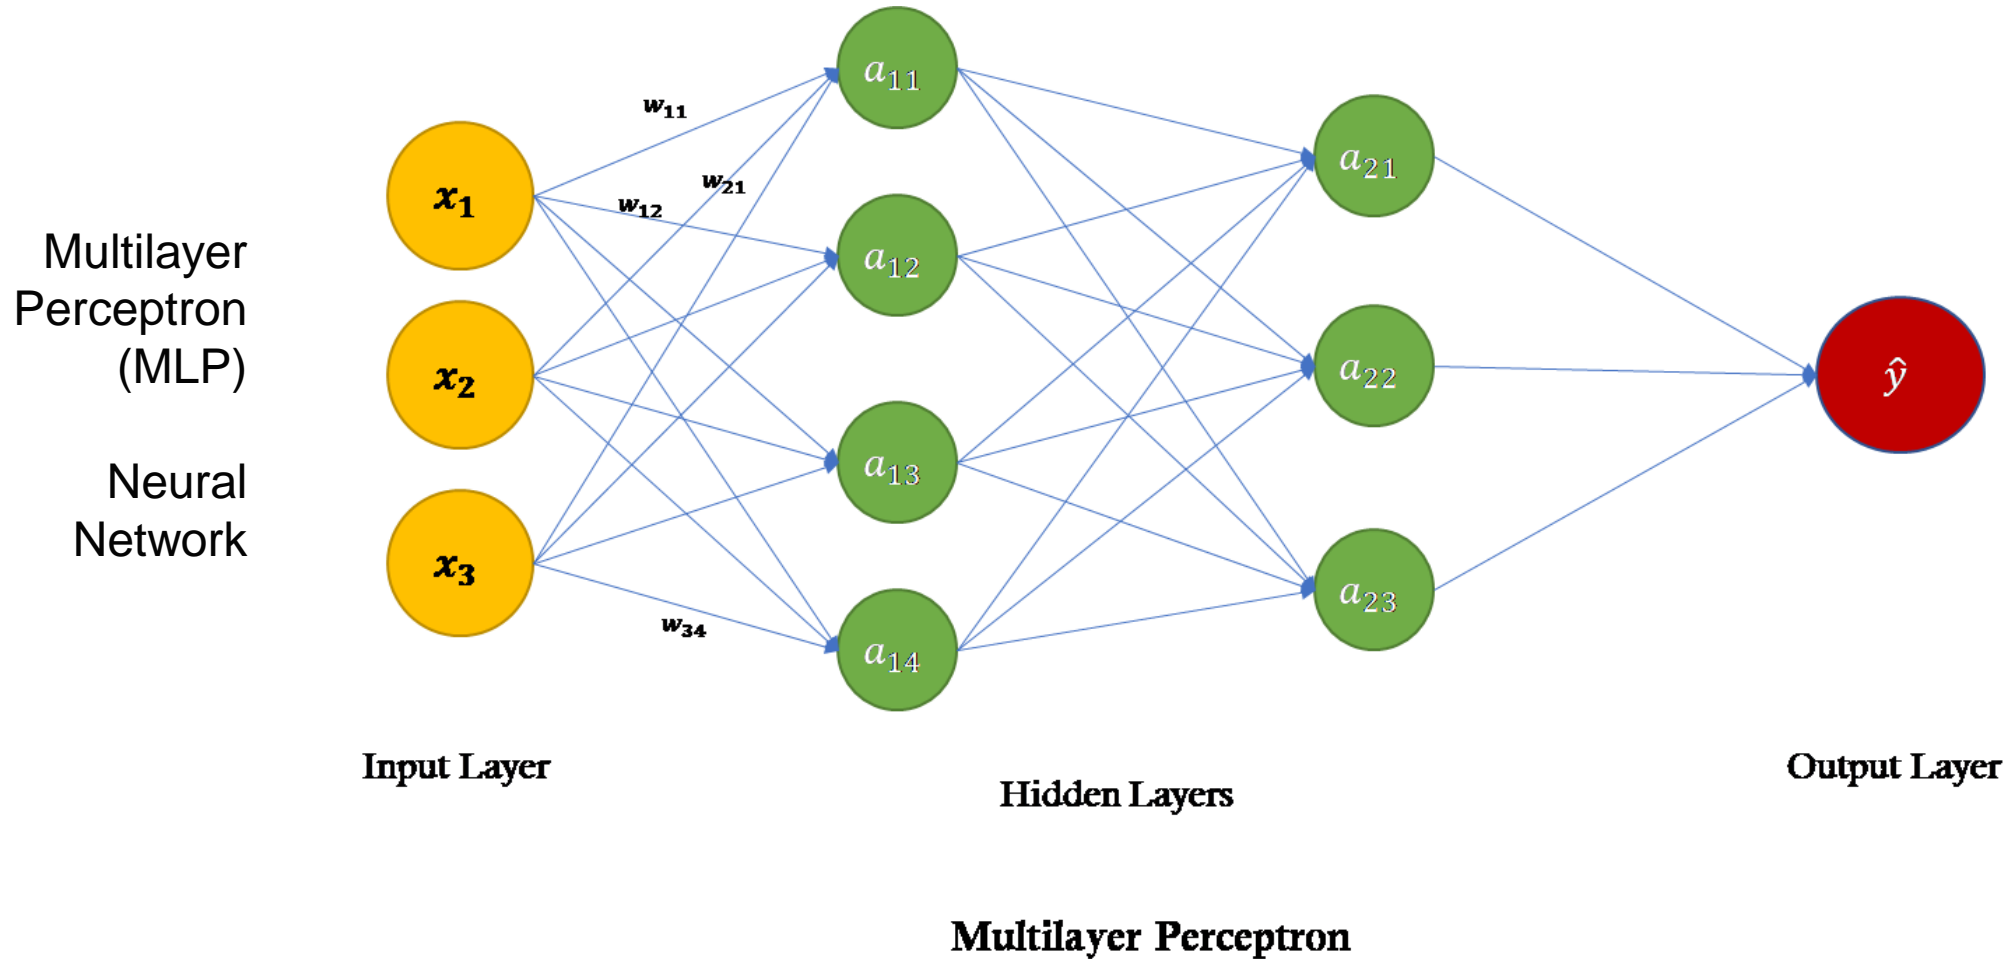 Multilayer
Perceptron
(MLP)
Neural
Network
x₁
x₂
x₃
w₁₁
w₂₁
w₁₂
w₃₄
a₁₁
a₁₂
a₁₃
a₁₄
a₂₁
a₂₂
a₂₃
ŷ
Input Layer
Hidden Layers
Output Layer
Multilayer Perceptron